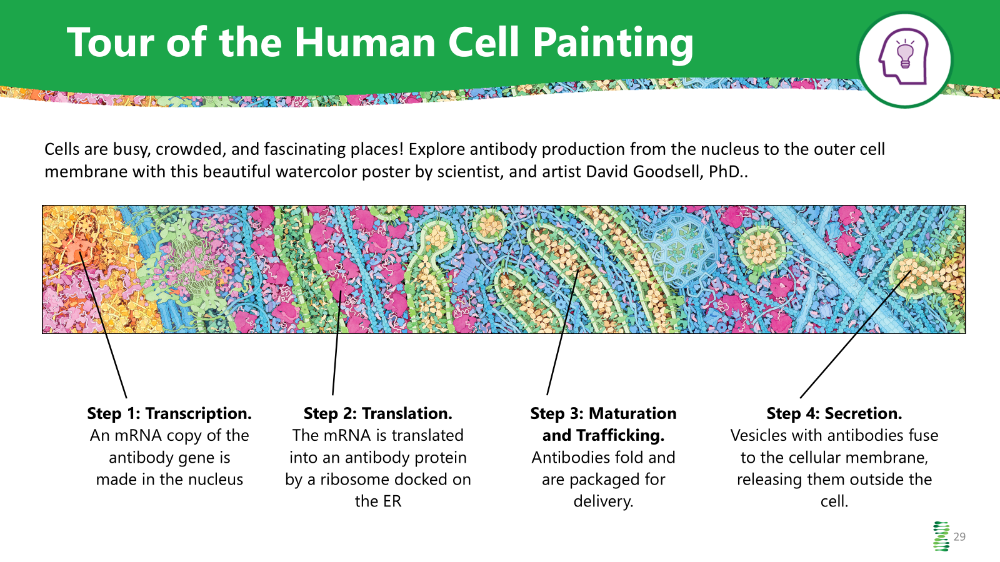 Tour of the Human Cell Painting
Cells are busy, crowded, and fascinating places! Explore antibody production from the nucleus to the outer cell
membrane with this beautiful watercolor poster by scientist, and artist David Goodsell, PhD..
Step 1: Transcription.
An mRNA copy of the
antibody gene is
made in the nucleus
Step 2: Translation.
The mRNA is translated
into an antibody protein
by a ribosome docked on
the ER
Step 3: Maturation
and Trafficking.
Antibodies fold and
are packaged for
delivery.
Step 4: Secretion.
Vesicles with antibodies fuse
to the cellular membrane,
releasing them outside the
cell.
29